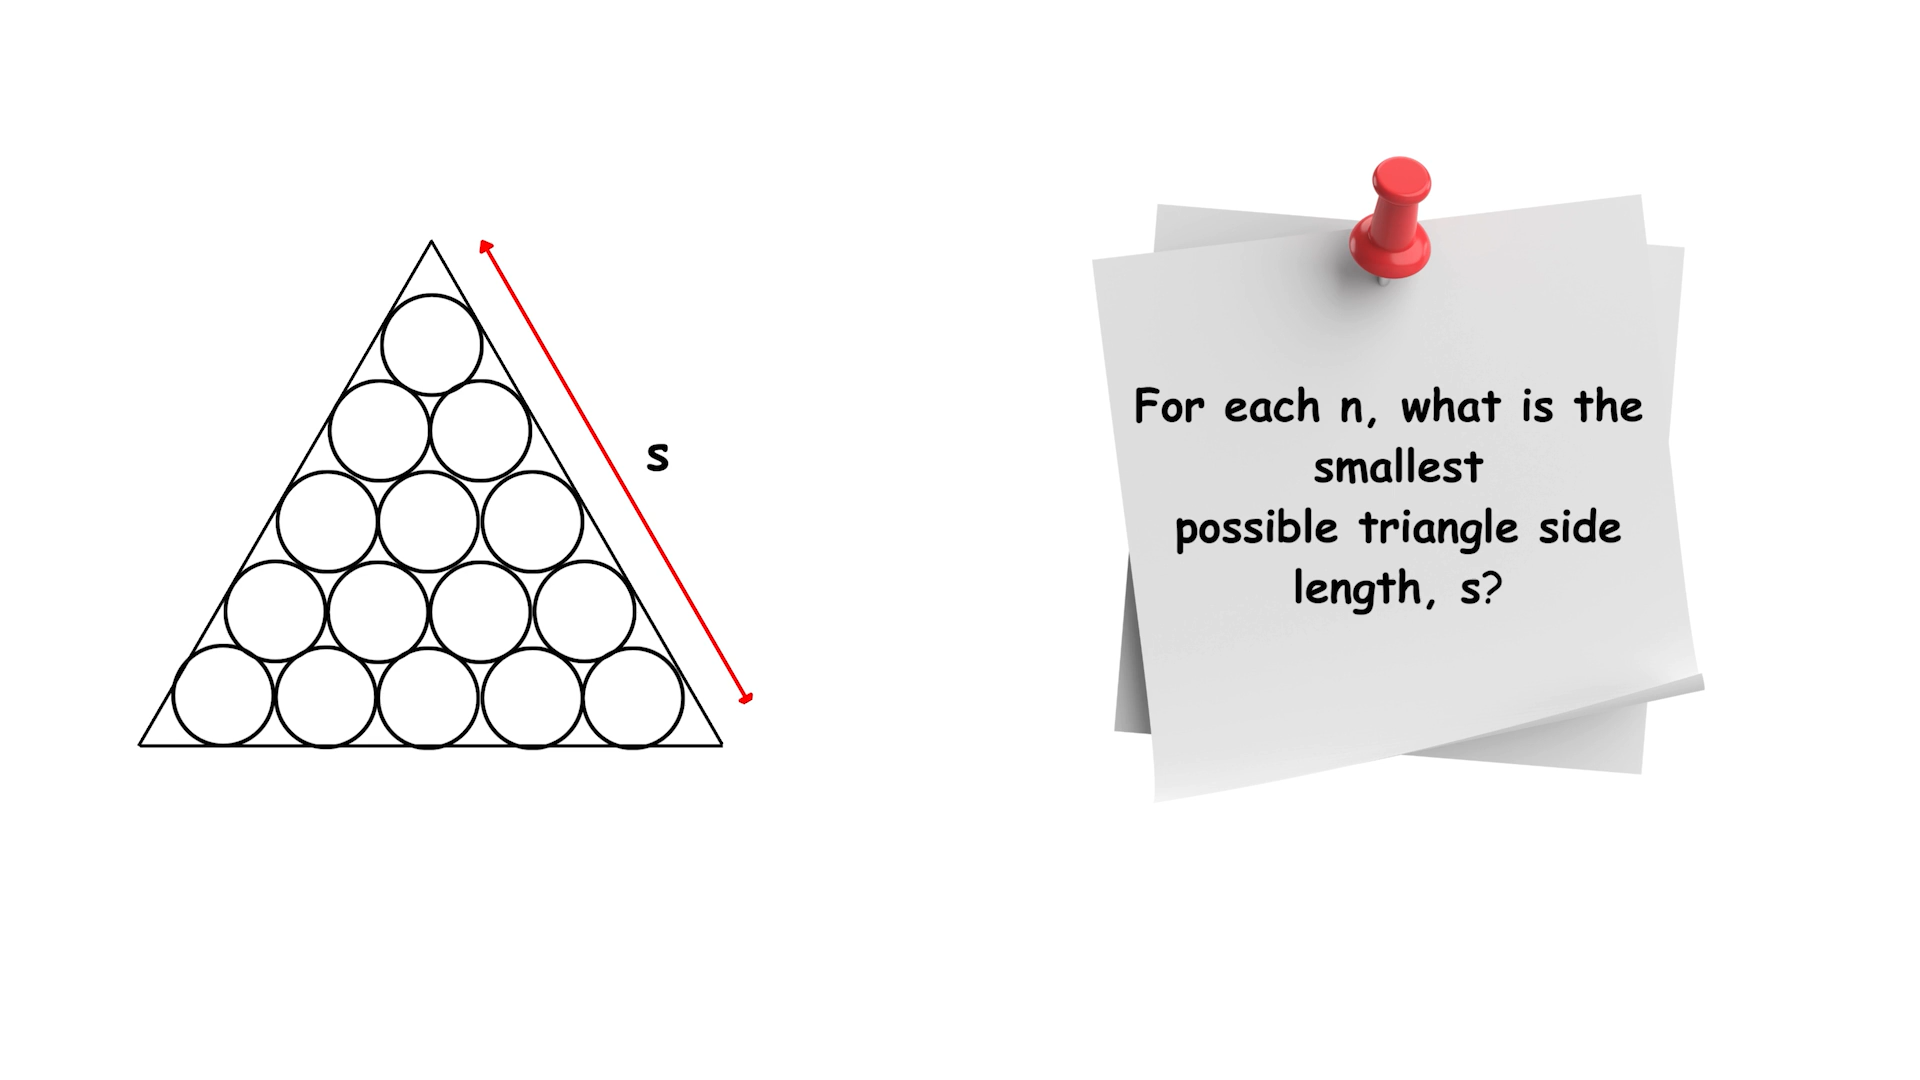 s
For each n, what is the
smallest
possible triangle side
length, s?